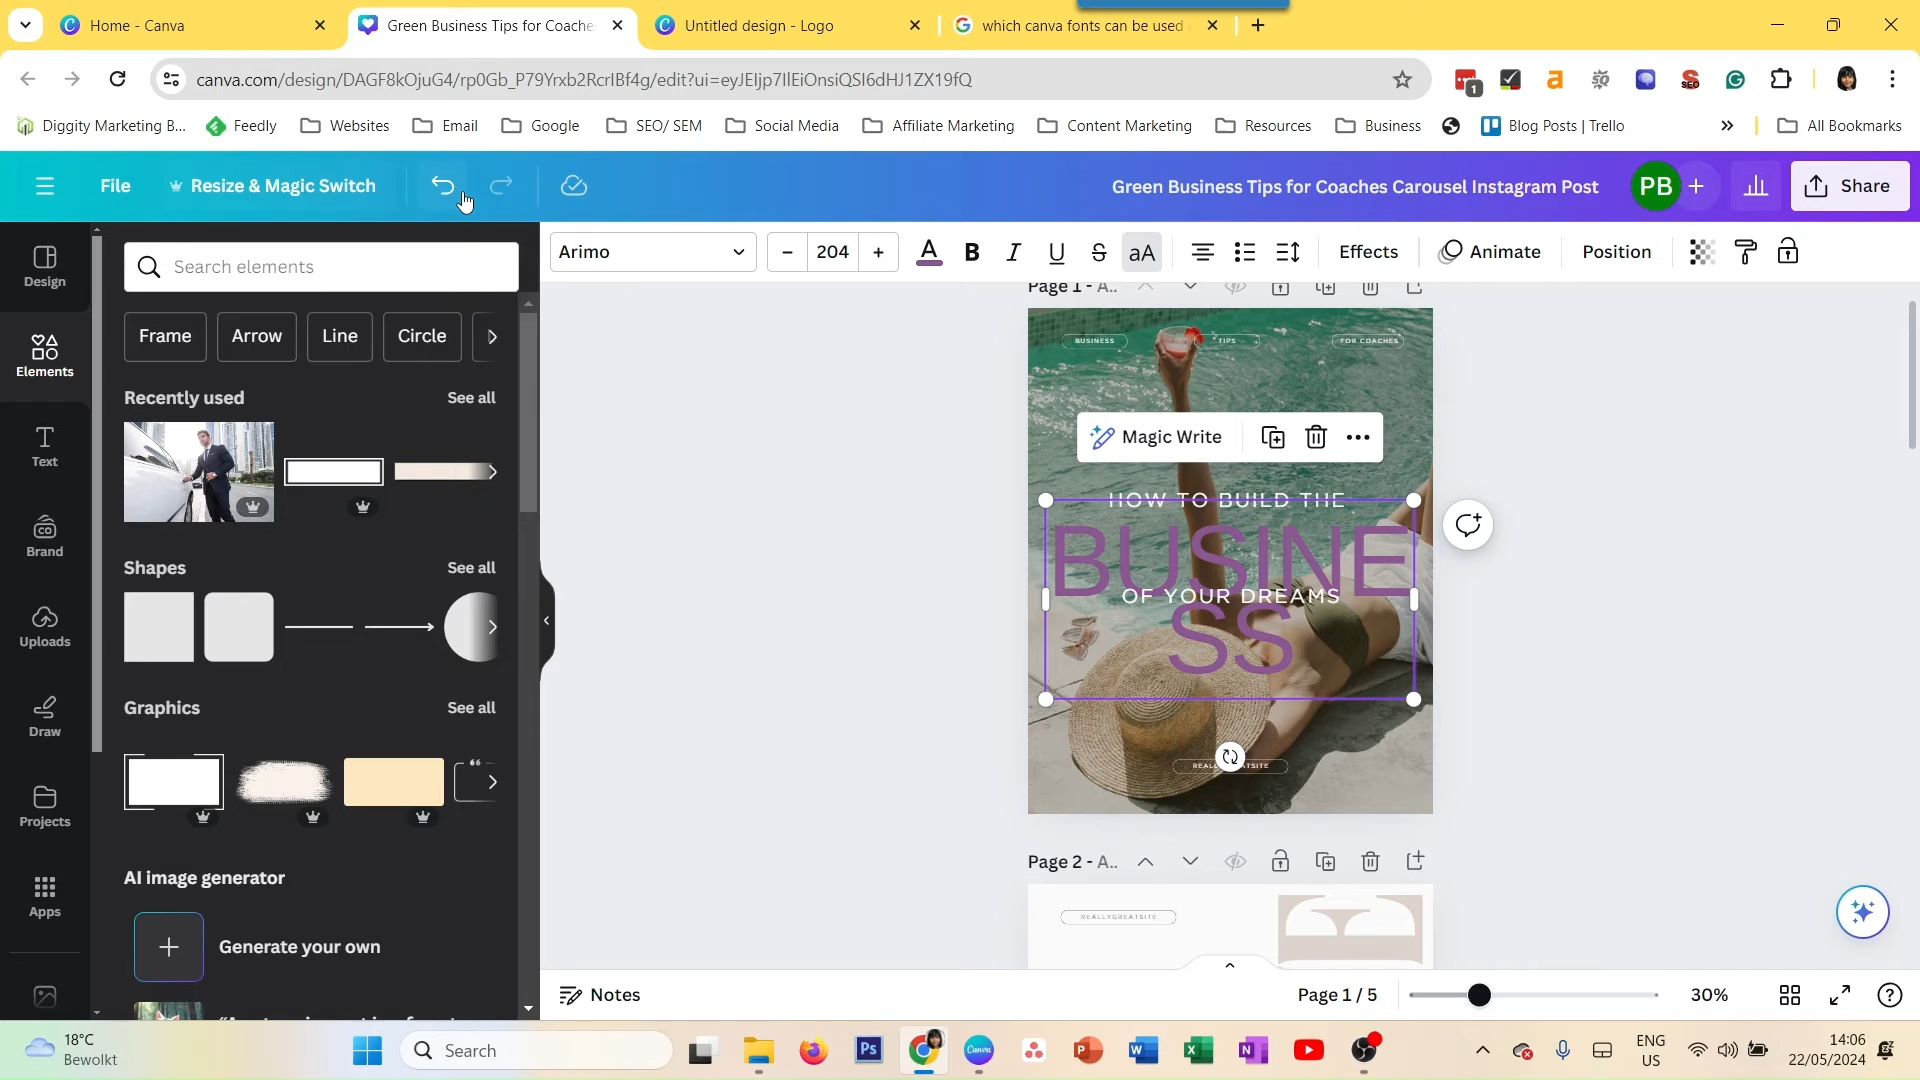 Home - Canva
Green Business Tips for Coache
Untitled design - Logo
which canva fonts can be used
canva.com/design/DAGF8kOjuG4/rp0Gb_P79Yrxb2RcrIBf4g/edit?ui=eyJEIjp7IlEiOnsiQSI6dHJ1ZX19fQ
1
Diggity Marketing B...
Feedly
Websites
Email
Google
SEO/ SEM
Social Media
Affiliate Marketing
Content Marketing
Resources
Business
Blog Posts | Trello
All Bookmarks
File
Resize & Magic Switch
Green Business Tips for Coaches Carousel Instagram Post
PB
Share
Design
Elements
Text
Brand
Uploads
Draw
Projects
Apps
Search elements
Frame
Arrow
Line
Circle
Recently used
See all
Shapes
See all
Graphics
See all
AI image generator
Generate your own
Arimo
204
A
B
I
U
S
aA
Effects
Animate
Position
Page 1 - A..
BUSINESS
TIPS
FOR COACHES
Magic Write
HOW TO BUILD THE
BUSINE
OF YOUR DREAMS
SS
Page 2 - A..
REALLYGREATSITE
Notes
Page 1 / 5
30%
18°C
Bewolkt
Search
Ps
Canva
ENG
US
14:06
22/05/2024